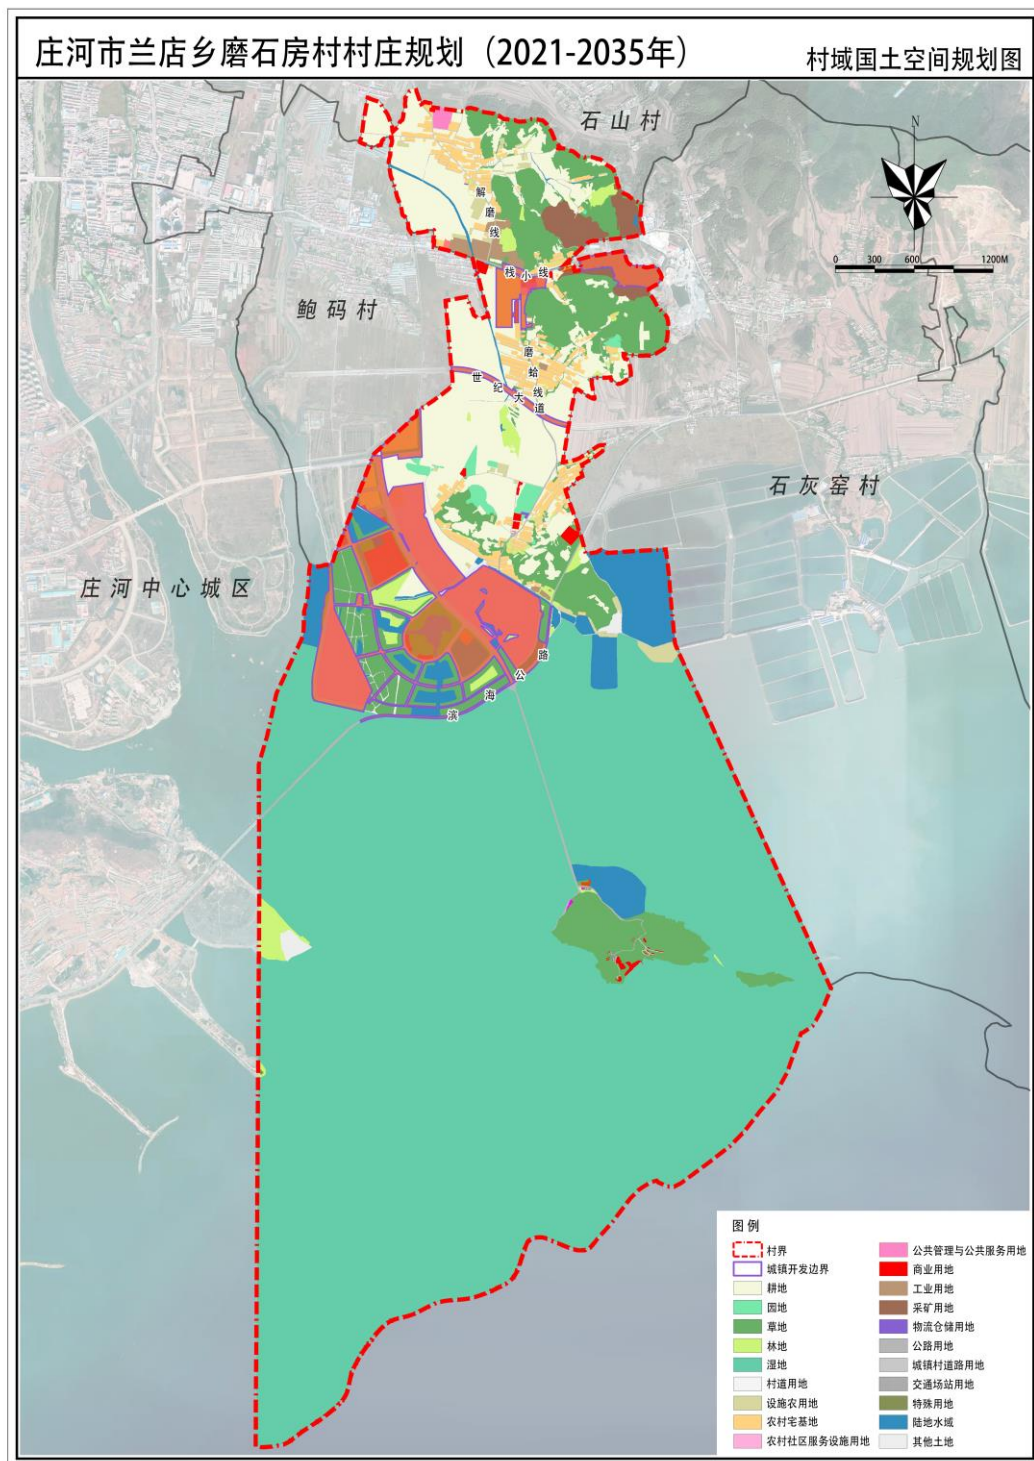 庄河市兰店乡磨石房村村庄规划（2021-2035年）
村域国土空间规划图
石山村
N
0 300 600 1200M
解磨线
栈小线
鲍码村
磨蛤线
世纪大道
石灰窑村
庄河中心城区
滨海公路
图例
村界
城镇开发边界
耕地
园地
草地
林地
湿地
村道用地
设施农用地
农村宅基地
农村社区服务设施用地
公共管理与公共服务用地
商业用地
工业用地
采矿用地
物流仓储用地
公路用地
城镇村道路用地
交通场站用地
特殊用地
陆地水域
其他土地